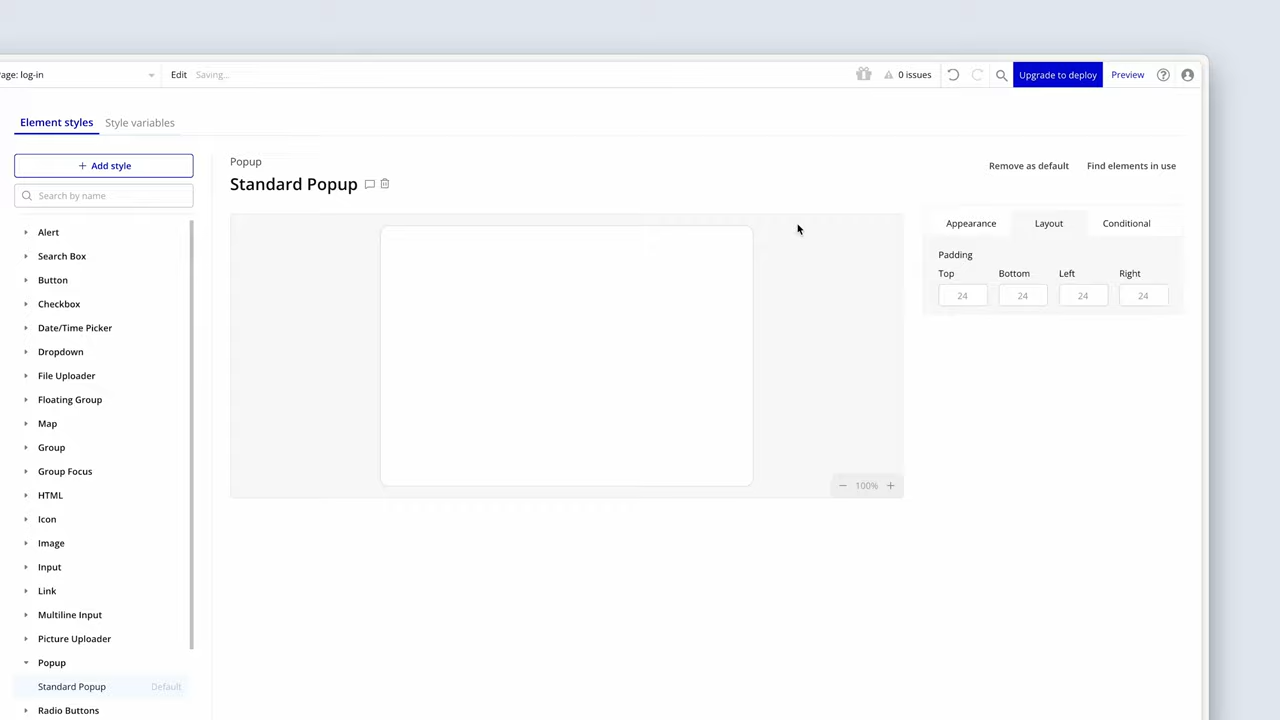 age: log-in
Edit
Saving...
0 issues
Upgrade to deploy
Preview
Element styles
Style variables
+ Add style
Search by name
Alert
Search Box
Button
Checkbox
Date/Time Picker
Dropdown
File Uploader
Floating Group
Map
Group
Group Focus
HTML
Icon
Image
Input
Link
Multiline Input
Picture Uploader
Popup
Standard Popup Default
Radio Buttons
Popup
Standard Popup
Remove as default
Find elements in use
100%
Appearance
Layout
Conditional
Padding
Top Bottom Left Right
24 24 24 24